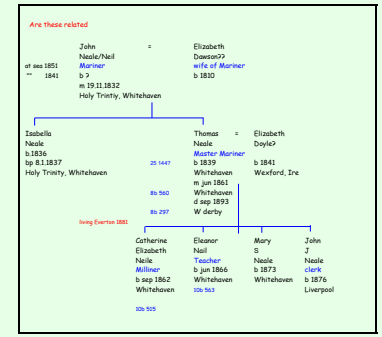 Are these related
John = Elizabeth
Neale/Neil Dawson??
at sea 1851 Mariner wife of Mariner
"" 1841 b ? b 1810
m 19.11.1832
Holy Trintiy, Whitehaven
Isabella Thomas = Elizabeth
Neale Neale Doyle?
b.1836 Master Mariner
bp 8.1.1837 25 144? b 1839 b 1841
Holy Trinity, Whitehaven Whitehaven Wexford, Ire
m jun 1861
8b 560 Whitehaven
d sep 1893
8b 297 W derby
living Everton 1881
Catherine Eleanor Mary John
Elizabeth Nail S J
Neile Teacher Neale Neale
Milliner b jun 1866 b 1873 clerk
b sep 1862 Whitehaven Whitehaven b 1876
Whitehaven 10b 563 Liverpool
10b 515